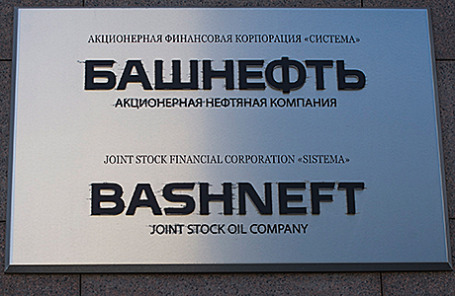 АКЦИОНЕРНАЯ ФИНАНСОВАЯ КОРПОРАЦИЯ «СИСТЕМА»
БАШНЕФТЬ
АКЦИОНЕРНАЯ НЕФТЯНАЯ КОМПАНИЯ
JOINT STOCK FINANCIAL CORPORATION «SISTEMA»
BASHNEFT
JOINT STOCK OIL COMPANY